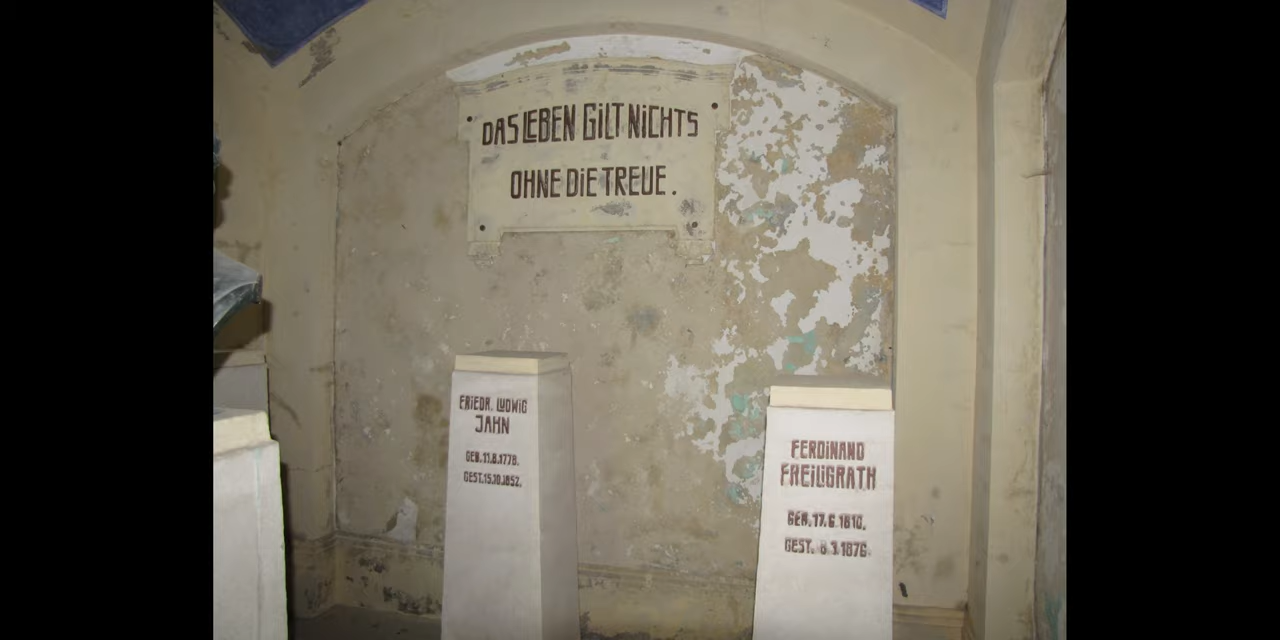 DAS LEBEN GILT NICHTS
OHNE DIE TREUE.
FRIEDR. LUDWIG
JAHN
GEB. 11.8.1778.
GEST. 15.10.1852.
FERDINAND
FREILIGRATH
GEB. 17.6.1810.
GEST. 8 3.1876.